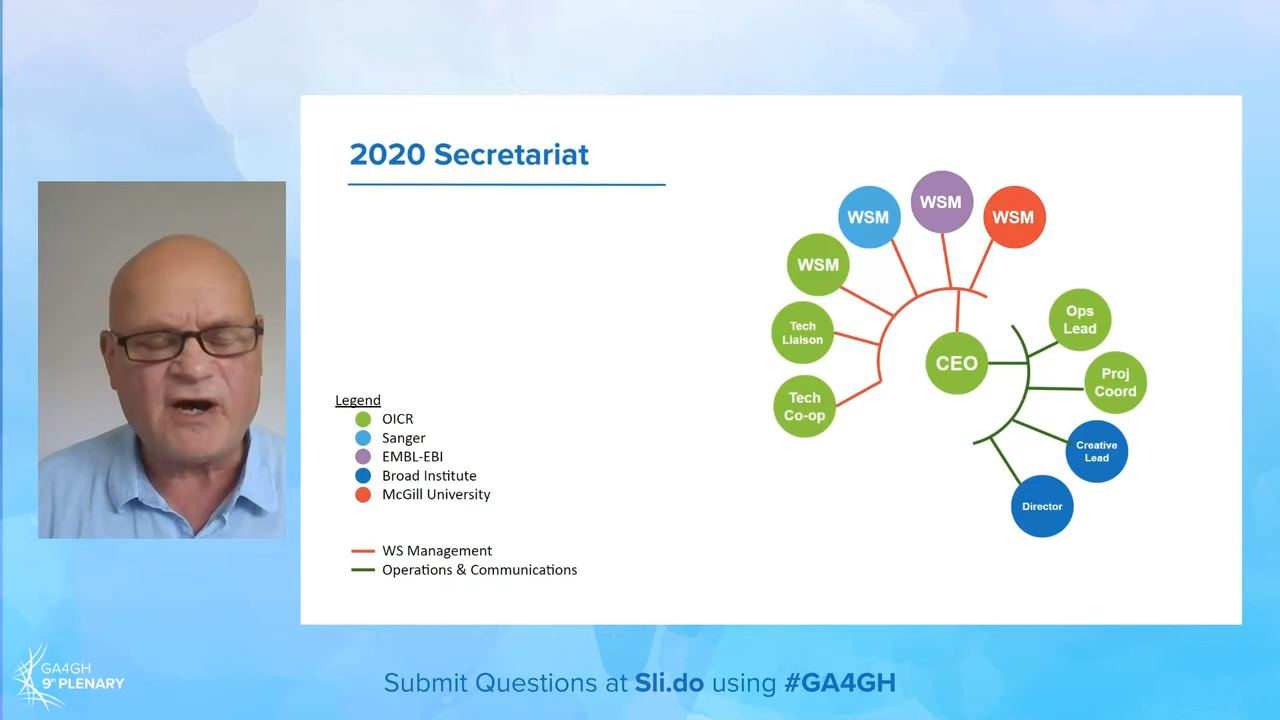 2020 Secretariat
WSM
WSM
WSM
WSM
Tech
Liaison
Tech
Co-op
CEO
Ops
Lead
Proj
Coord
Creative
Lead
Director
Legend
OICR
Sanger
EMBL-EBI
Broad Institute
McGill University
WS Management
Operations & Communications
GA4GH
9th PLENARY
Submit Questions at Sli.do using #GA4GH